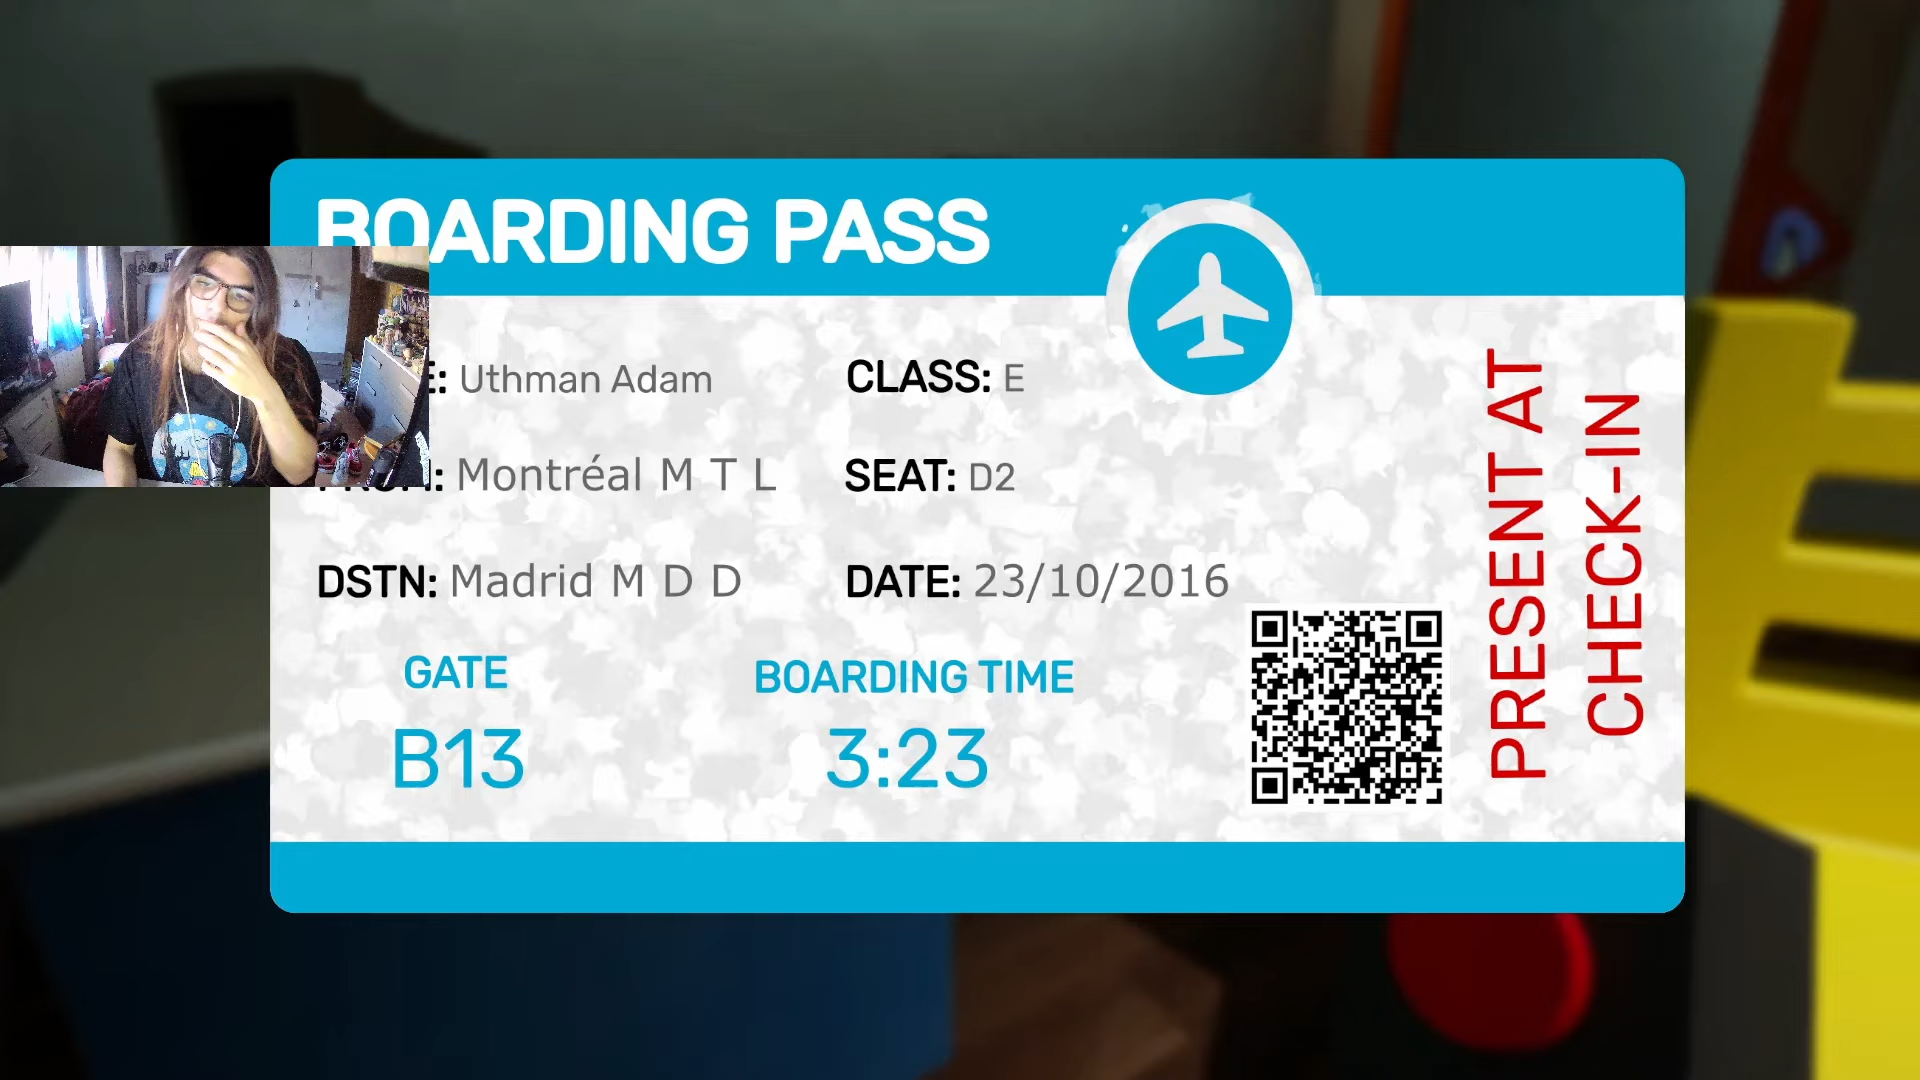 BOARDING PASS
E: Uthman Adam
CLASS: E
Montréal M T L
SEAT: D2
DSTN: Madrid M D D
DATE: 23/10/2016
GATE
BOARDING TIME
B13
3:23
PRESENT AT
CHECK-IN